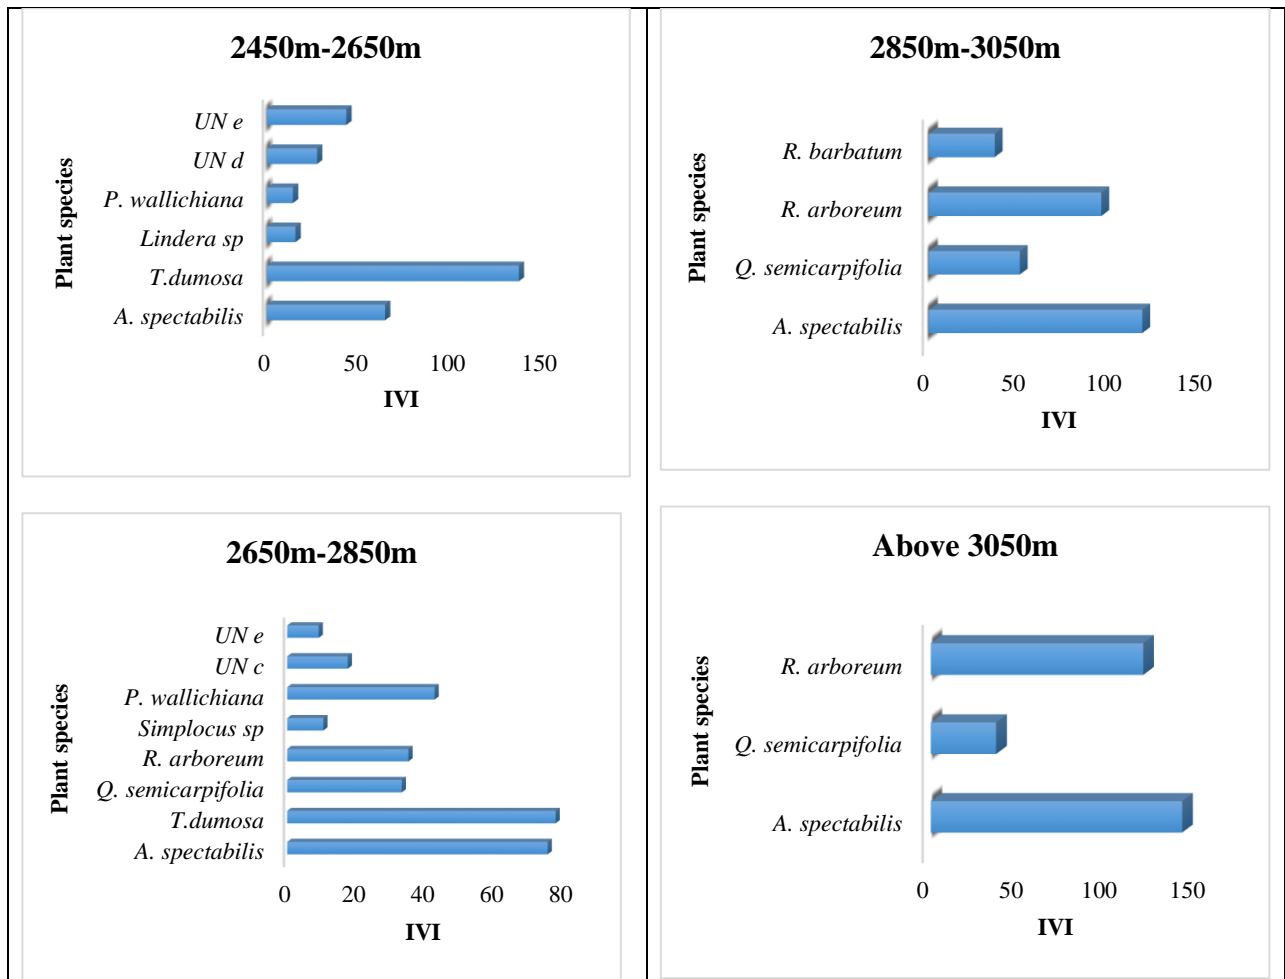 2450m-2650m
Plant species
UN e
UN d
P. wallichiana
Lindera sp
T.dumosa
A. spectabilis
0 50 100 150
IVI
2850m-3050m
Plant species
R. barbatum
R. arboreum
Q. semicarpifolia
A. spectabilis
0 50 100 150
IVI
2650m-2850m
Plant species
UN e
UN c
P. wallichiana
Simplocus sp
R. arboreum
Q. semicarpifolia
T.dumosa
A. spectabilis
0 20 40 60 80
IVI
Above 3050m
Plant species
R. arboreum
Q. semicarpifolia
A. spectabilis
0 50 100 150
IVI